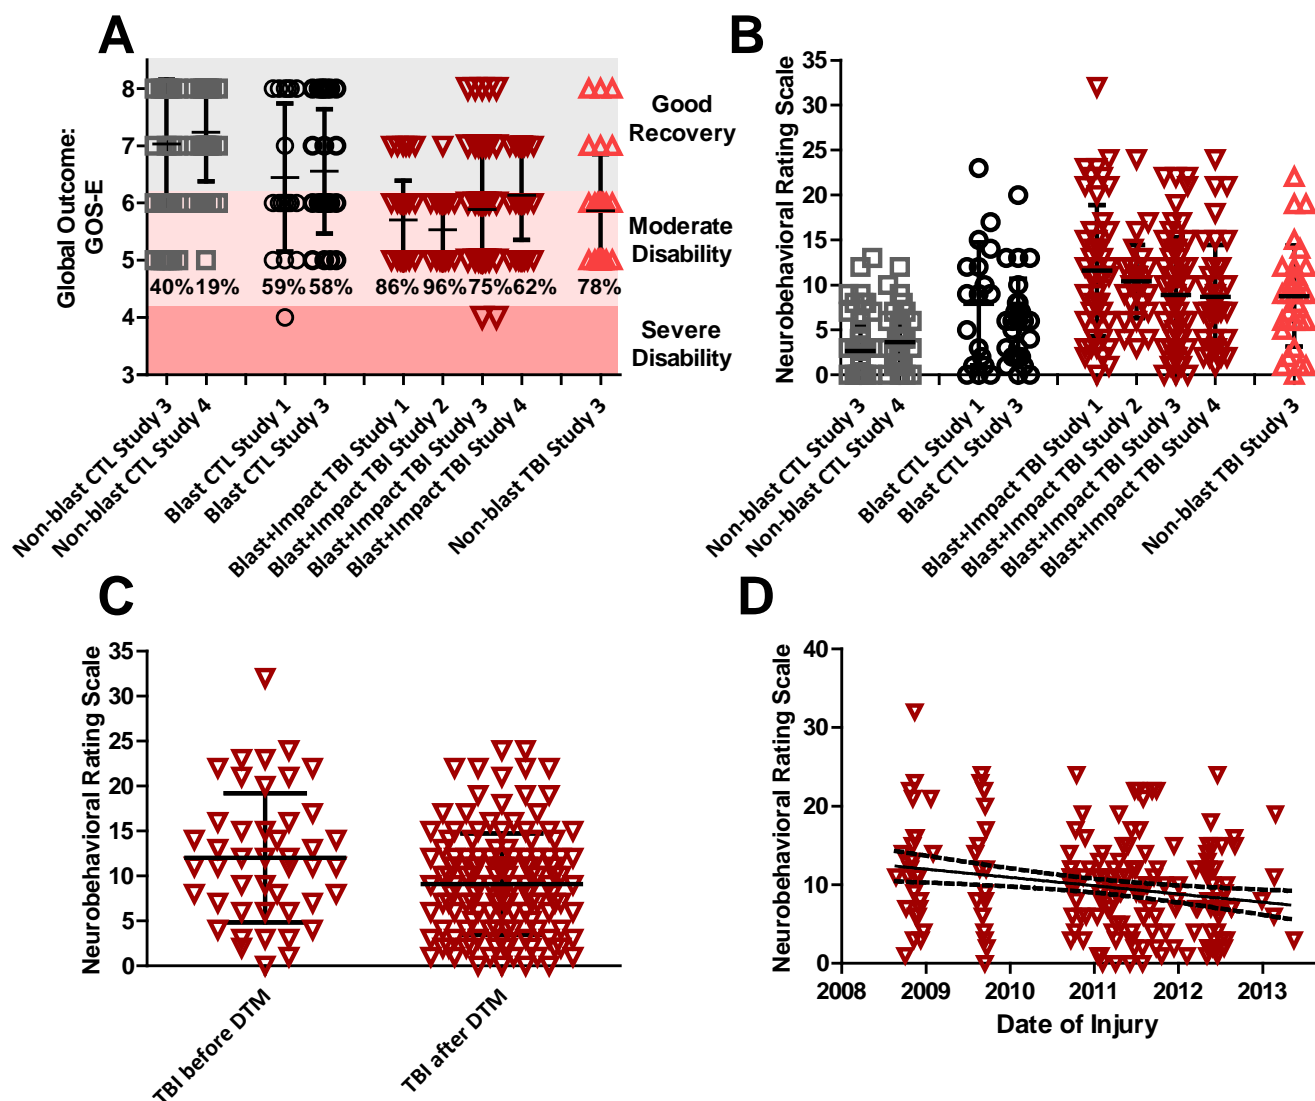 A
Global Outcome:
GOS-E
8
7
6
5
4
3
Good
Recovery
Moderate
Disability
Severe
Disability
40% 19% 59% 58% 86% 96% 75% 62% 78%
Non-blast CTL Study 3
Non-blast CTL Study 4
Blast CTL Study 1
Blast CTL Study 3
Blast+Impact TBI Study 1
Blast+Impact TBI Study 2
Blast+Impact TBI Study 3
Blast+Impact TBI Study 4
Non-blast TBI Study 3
B
Neurobehavioral Rating Scale
35
30
25
20
15
10
5
0
Non-blast CTL Study 3
Non-blast CTL Study 4
Blast CTL Study 1
Blast CTL Study 3
Blast+Impact TBI Study 1
Blast+Impact TBI Study 2
Blast+Impact TBI Study 3
Blast+Impact TBI Study 4
Non-blast TBI Study 3
C
Neurobehavioral Rating Scale
35
30
25
20
15
10
5
0
TBI before DTM
TBI after DTM
D
Neurobehavioral Rating Scale
40
30
20
10
0
2008 2009 2010 2011 2012 2013
Date of Injury